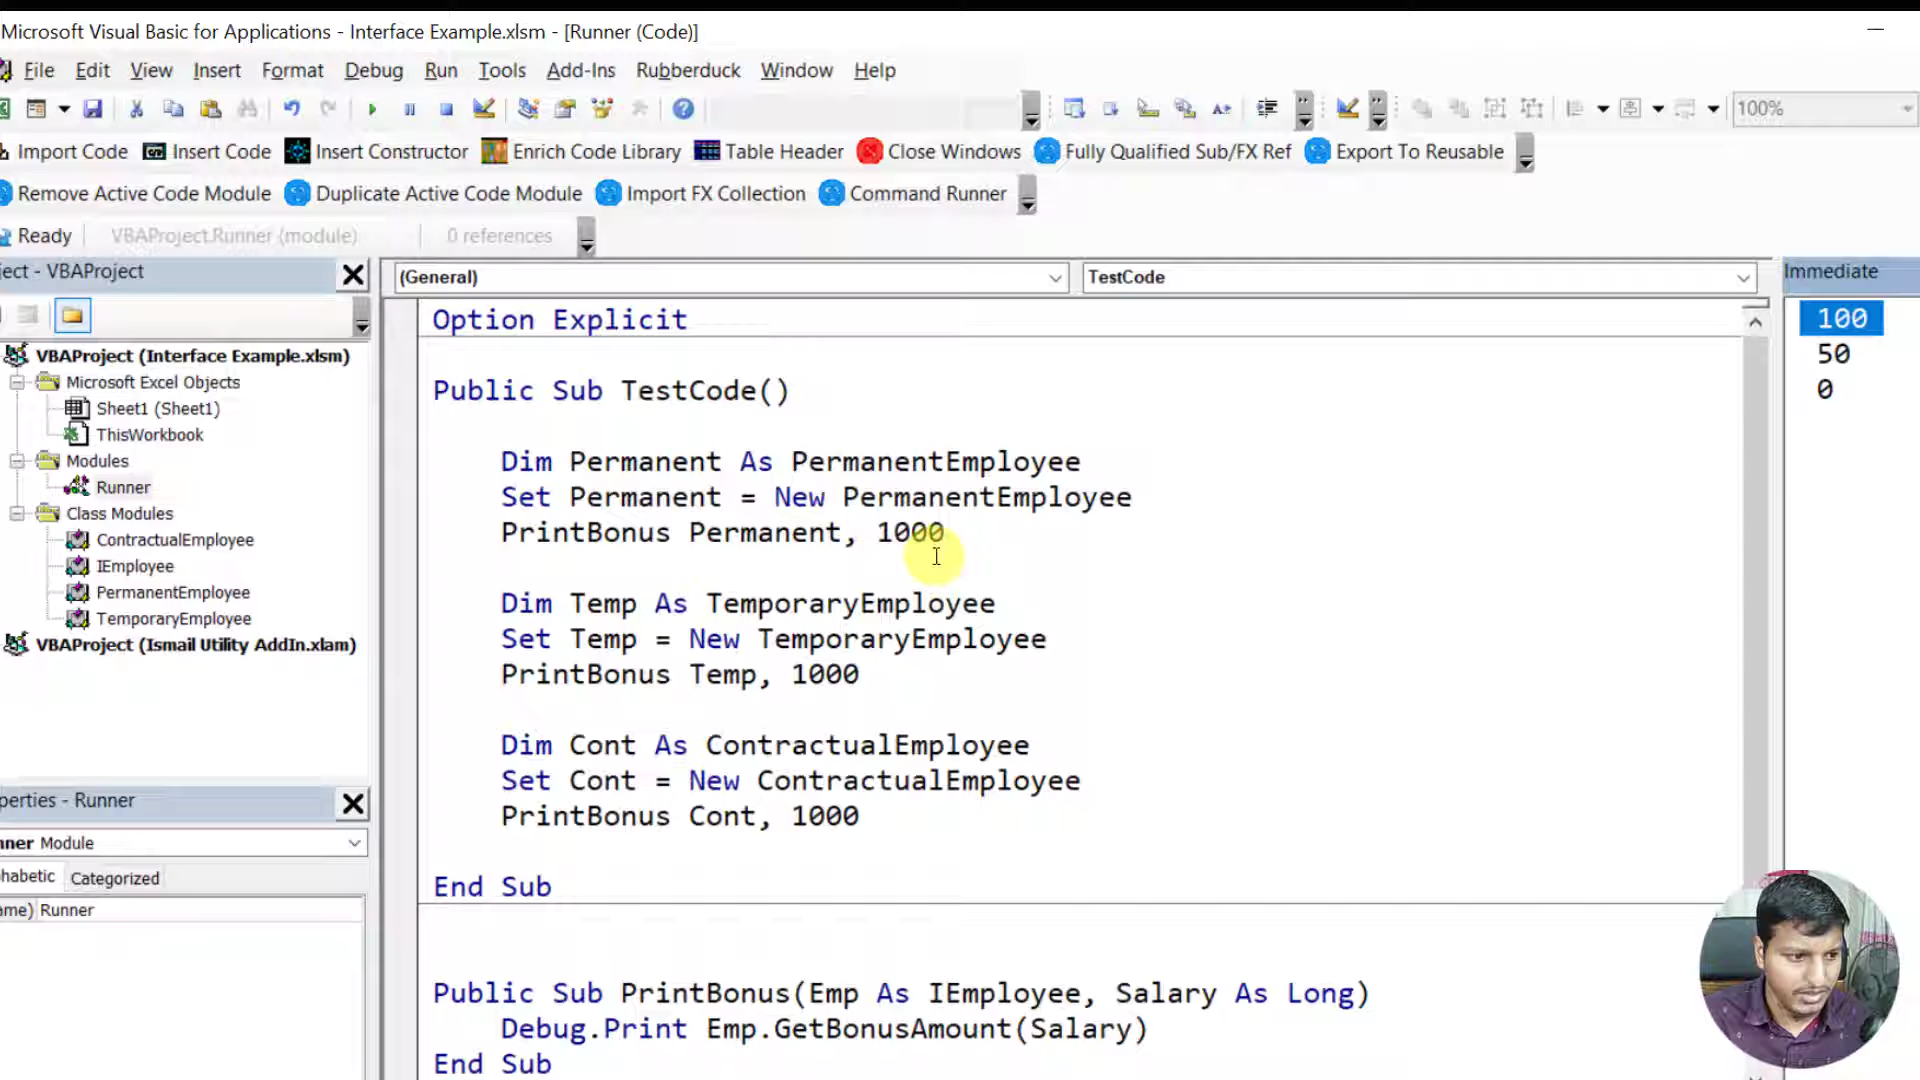 Microsoft Visual Basic for Applications - Interface Example.xlsm - [Runner (Code)]
File Edit View Insert Format Debug Run Tools Add-Ins Rubberduck Window Help
100%
Import Code Insert Code Insert Constructor Enrich Code Library Table Header Close Windows Fully Qualified Sub/FX Ref Export To Reusable
Remove Active Code Module Duplicate Active Code Module Import FX Collection Command Runner
Ready VBAProject.Runner (module) 0 references
ject - VBAProject
VBAProject (Interface Example.xlsm)
Microsoft Excel Objects
Sheet1 (Sheet1)
ThisWorkbook
Modules
Runner
Class Modules
ContractualEmployee
IEmployee
PermanentEmployee
TemporaryEmployee
VBAProject (Ismail Utility AddIn.xlam)
perties - Runner
nner Module
habetic Categorized
ame) Runner
(General) TestCode
Option Explicit
Public Sub TestCode()
Dim Permanent As PermanentEmployee
Set Permanent = New PermanentEmployee
PrintBonus Permanent, 1000
Dim Temp As TemporaryEmployee
Set Temp = New TemporaryEmployee
PrintBonus Temp, 1000
Dim Cont As ContractualEmployee
Set Cont = New ContractualEmployee
PrintBonus Cont, 1000
End Sub
Public Sub PrintBonus(Emp As IEmployee, Salary As Long)
Debug.Print Emp.GetBonusAmount(Salary)
End Sub
Immediate
100
50
0